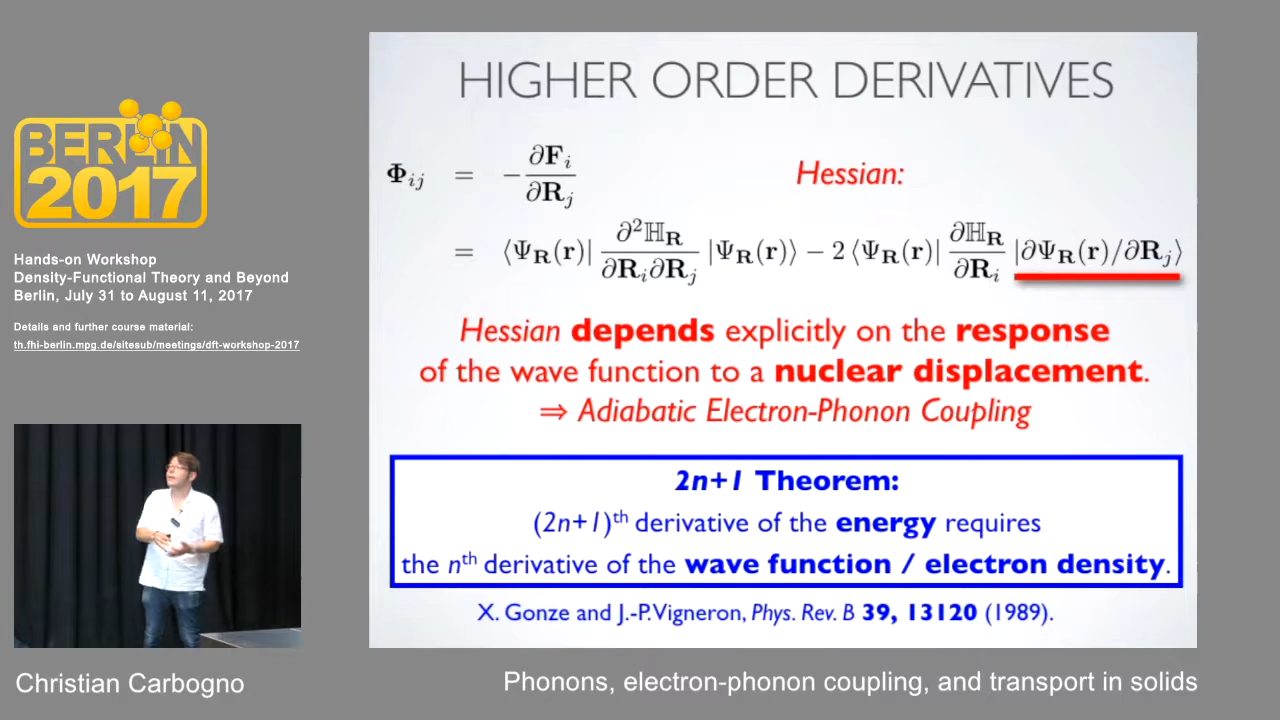 BERLIN
2017
Hands-on Workshop
Density-Functional Theory and Beyond
Berlin, July 31 to August 11, 2017
Details and further course material:
th.fhi-berlin.mpg.de/sitesub/meetings/dft-workshop-2017
HIGHER ORDER DERIVATIVES
Φ_ij = −∂F_i/∂R_j
Hessian:
= ⟨Ψ_R(r)| ∂²ℍ_R/∂R_i∂R_j |Ψ_R(r)⟩ − 2 ⟨Ψ_R(r)| ∂ℍ_R/∂R_i |∂Ψ_R(r)/∂R_j⟩
Hessian depends explicitly on the response
of the wave function to a nuclear displacement.
⇒ Adiabatic Electron-Phonon Coupling
2n+1 Theorem:
(2n+1)th derivative of the energy requires
the nth derivative of the wave function / electron density.
X. Gonze and J.-P. Vigneron, Phys. Rev. B 39, 13120 (1989).
Christian Carbogno
Phonons, electron-phonon coupling, and transport in solids